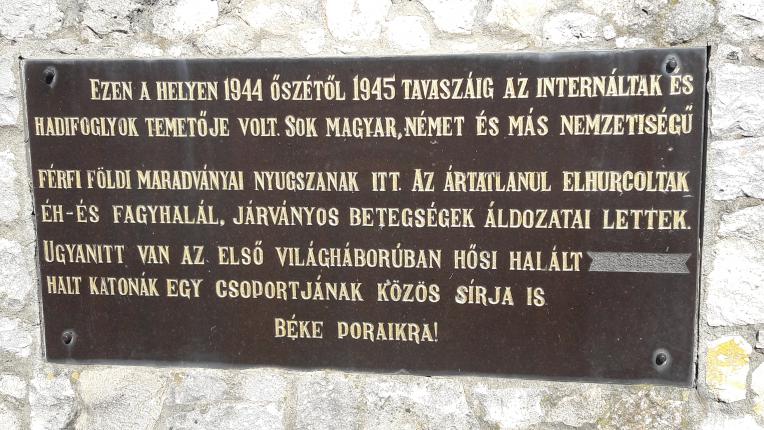 EZEN A HELYEN 1944 ŐSZÉTŐL 1945 TAVASZÁIG AZ INTERNÁLTAK ÉS
HADIFOGLYOK TEMETŐJE VOLT. SOK MAGYAR, NÉMET ÉS MÁS NEMZETISÉGŰ
FÉRFI FÖLDI MARADVÁNYAI NYUGSZANAK ITT. AZ ÁRTATLANUL ELHURCOLTAK
ÉH-ÉS FAGYHALÁL, JÁRVÁNYOS BETEGSÉGEK ÁLDOZATAI LETTEK.
UGYANITT VAN AZ ELSŐ VILÁGHÁBORÚBAN HŐSI HALÁLT
HALT KATONÁK EGY CSOPORTJÁNAK KÖZÖS SÍRJA IS
BÉKE PORAIKRA!